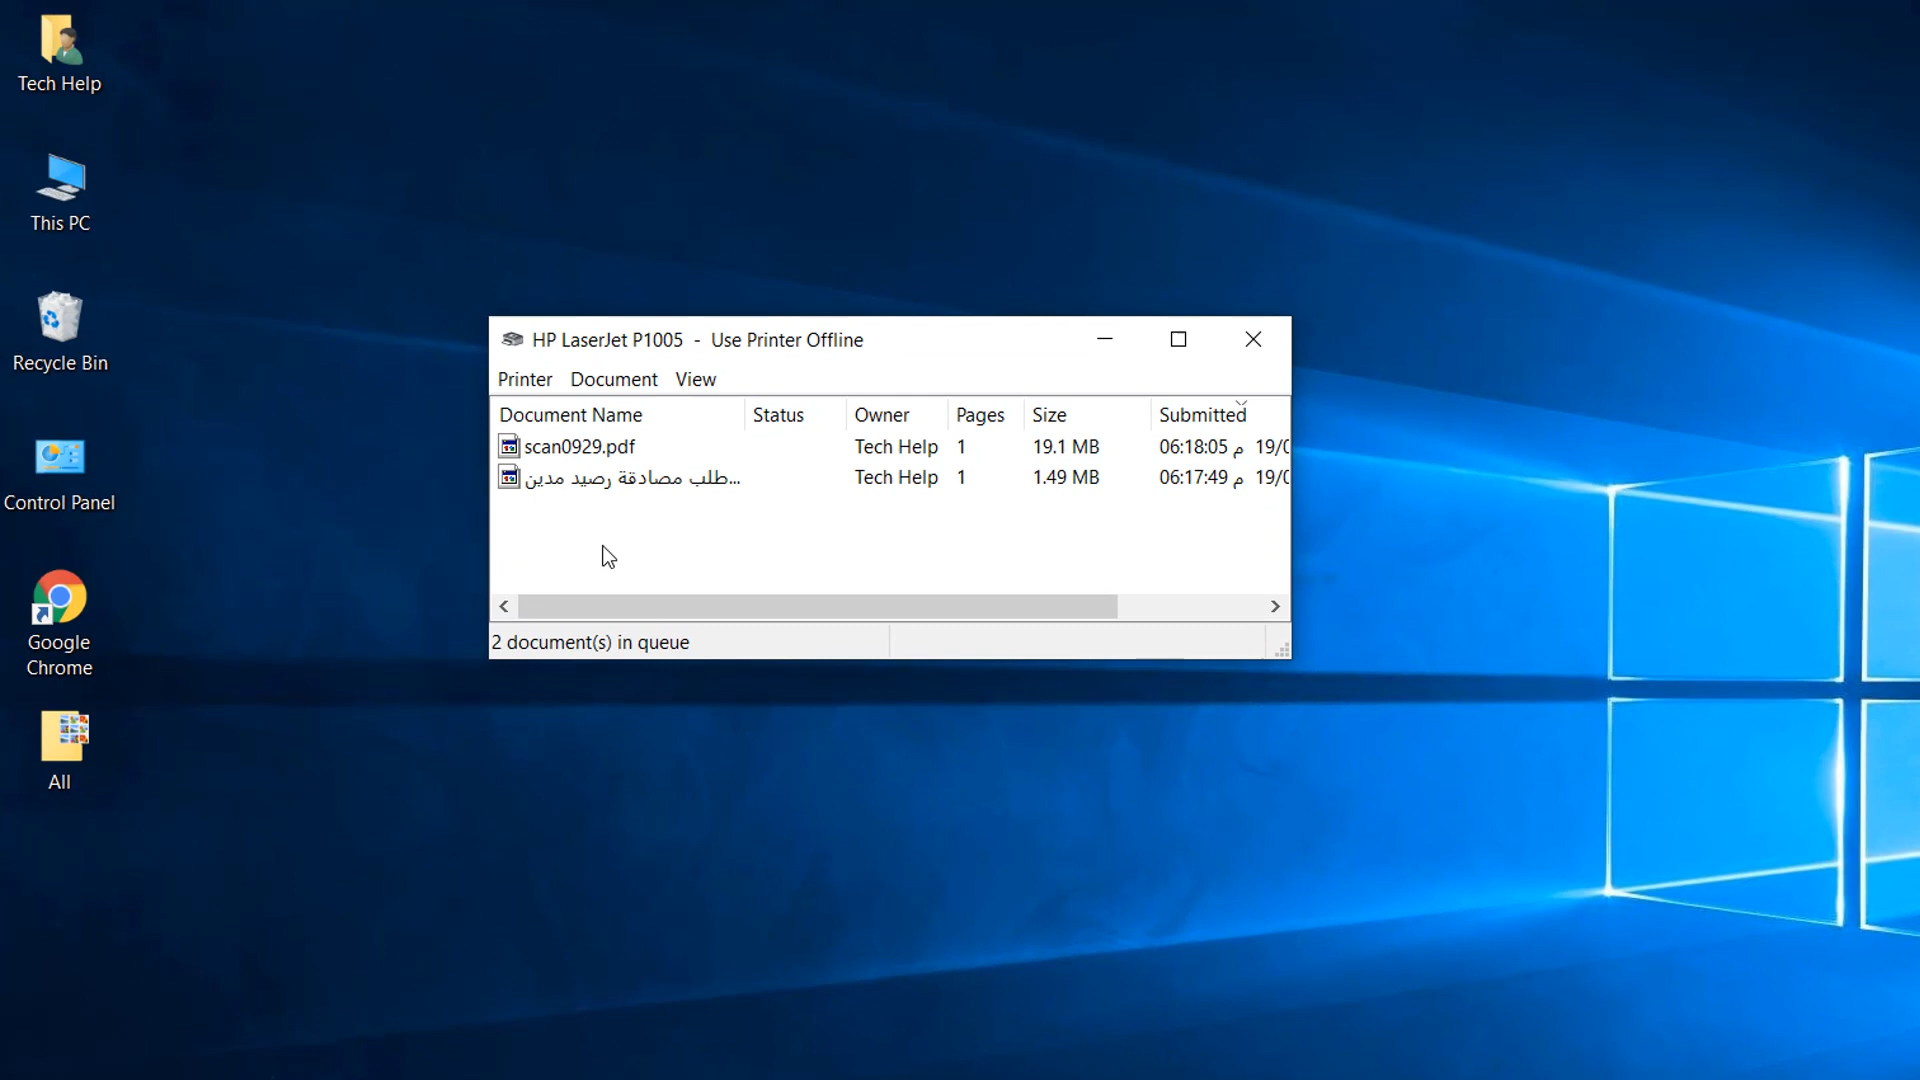 Tech Help
This PC
Recycle Bin
Control Panel
Google
Chrome
All
HP LaserJet P1005 - Use Printer Offline
Printer Document View
Document Name Status Owner Pages Size Submitted
scan0929.pdf Tech Help 1 19.1 MB 06:18:05 م 19/0
طلب مصادقة رصيد مدين... Tech Help 1 1.49 MB 06:17:49 م 19/0
2 document(s) in queue